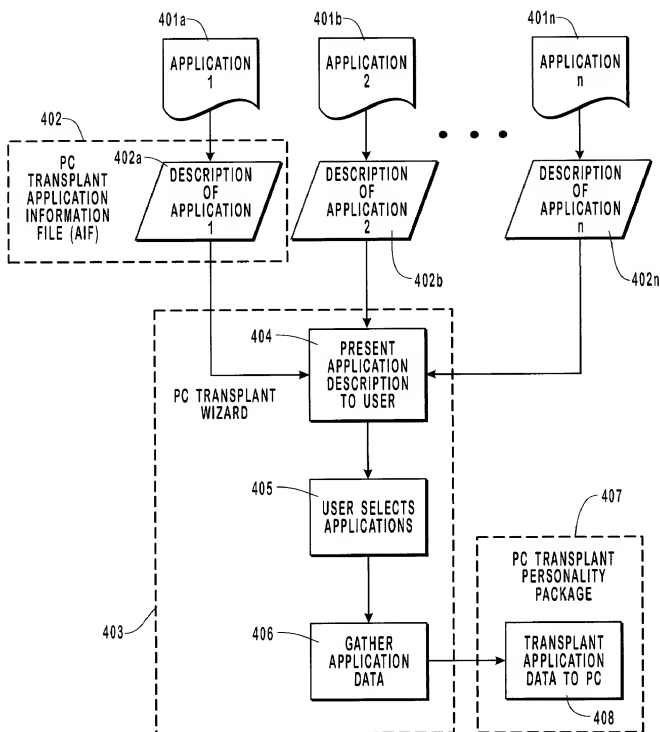 401a
401b
401n
APPLICATION
1
APPLICATION
2
APPLICATION
n
402
PC
TRANSPLANT
APPLICATION
INFORMATION
FILE (AIF)
402a
DESCRIPTION
OF
APPLICATION
1
DESCRIPTION
OF
APPLICATION
2
DESCRIPTION
OF
APPLICATION
n
402b
402n
404
PRESENT
APPLICATION
DESCRIPTION
TO USER
PC TRANSPLANT
WIZARD
405
USER SELECTS
APPLICATIONS
407
PC TRANSPLANT
PERSONALITY
PACKAGE
403
406
GATHER
APPLICATION
DATA
TRANSPLANT
APPLICATION
DATA TO PC
408